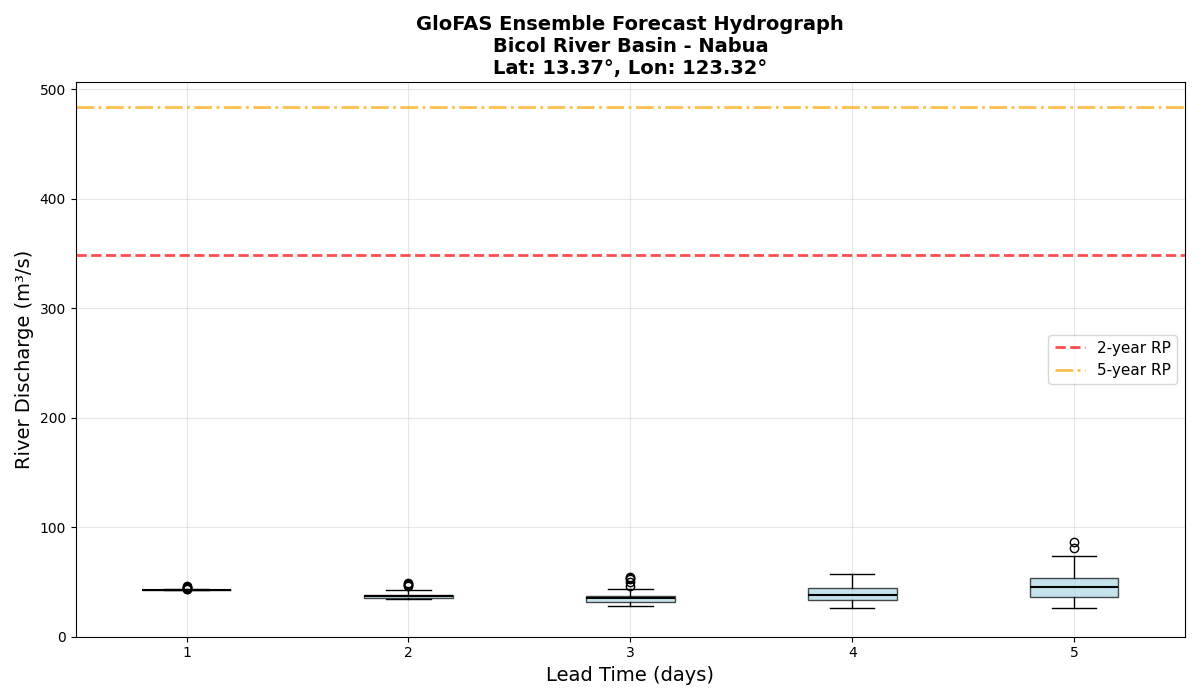 GloFAS Ensemble Forecast Hydrograph
Bicol River Basin - Nabua
Lat: 13.37°, Lon: 123.32°
River Discharge (m³/s)
500
400
300
200
100
0
2-year RP
5-year RP
1 2 3 4 5
Lead Time (days)